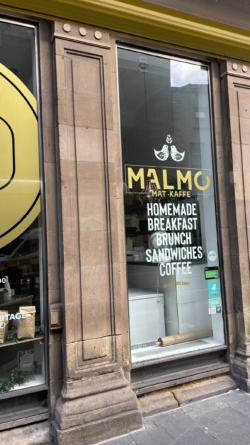 MALMO
MAT KAFFE
HOMEMADE
BREAKFAST
BRUNCH
SANDWICHES
COFFEE